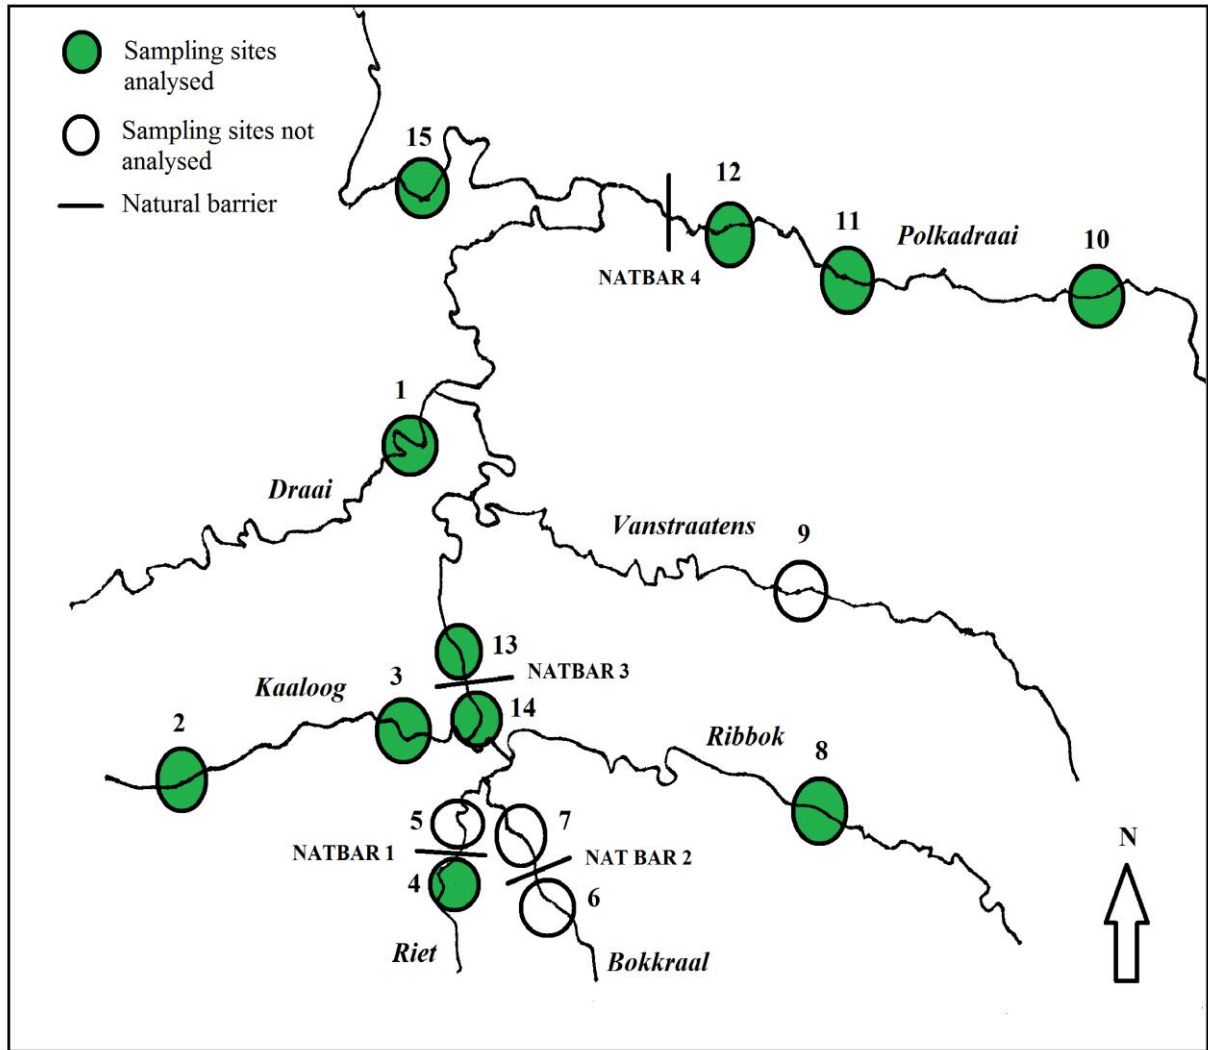 Sampling sites
analysed
Sampling sites not
analysed
Natural barrier
15
12
11
Polkadraai
10
NATBAR 4
1
Draai
Vanstraatens
9
13
NATBAR 3
3
Kaaloog
14
2
Ribbok
8
5
7
NATBAR 1
NAT BAR 2
4
6
N
Riet
Bokkraal